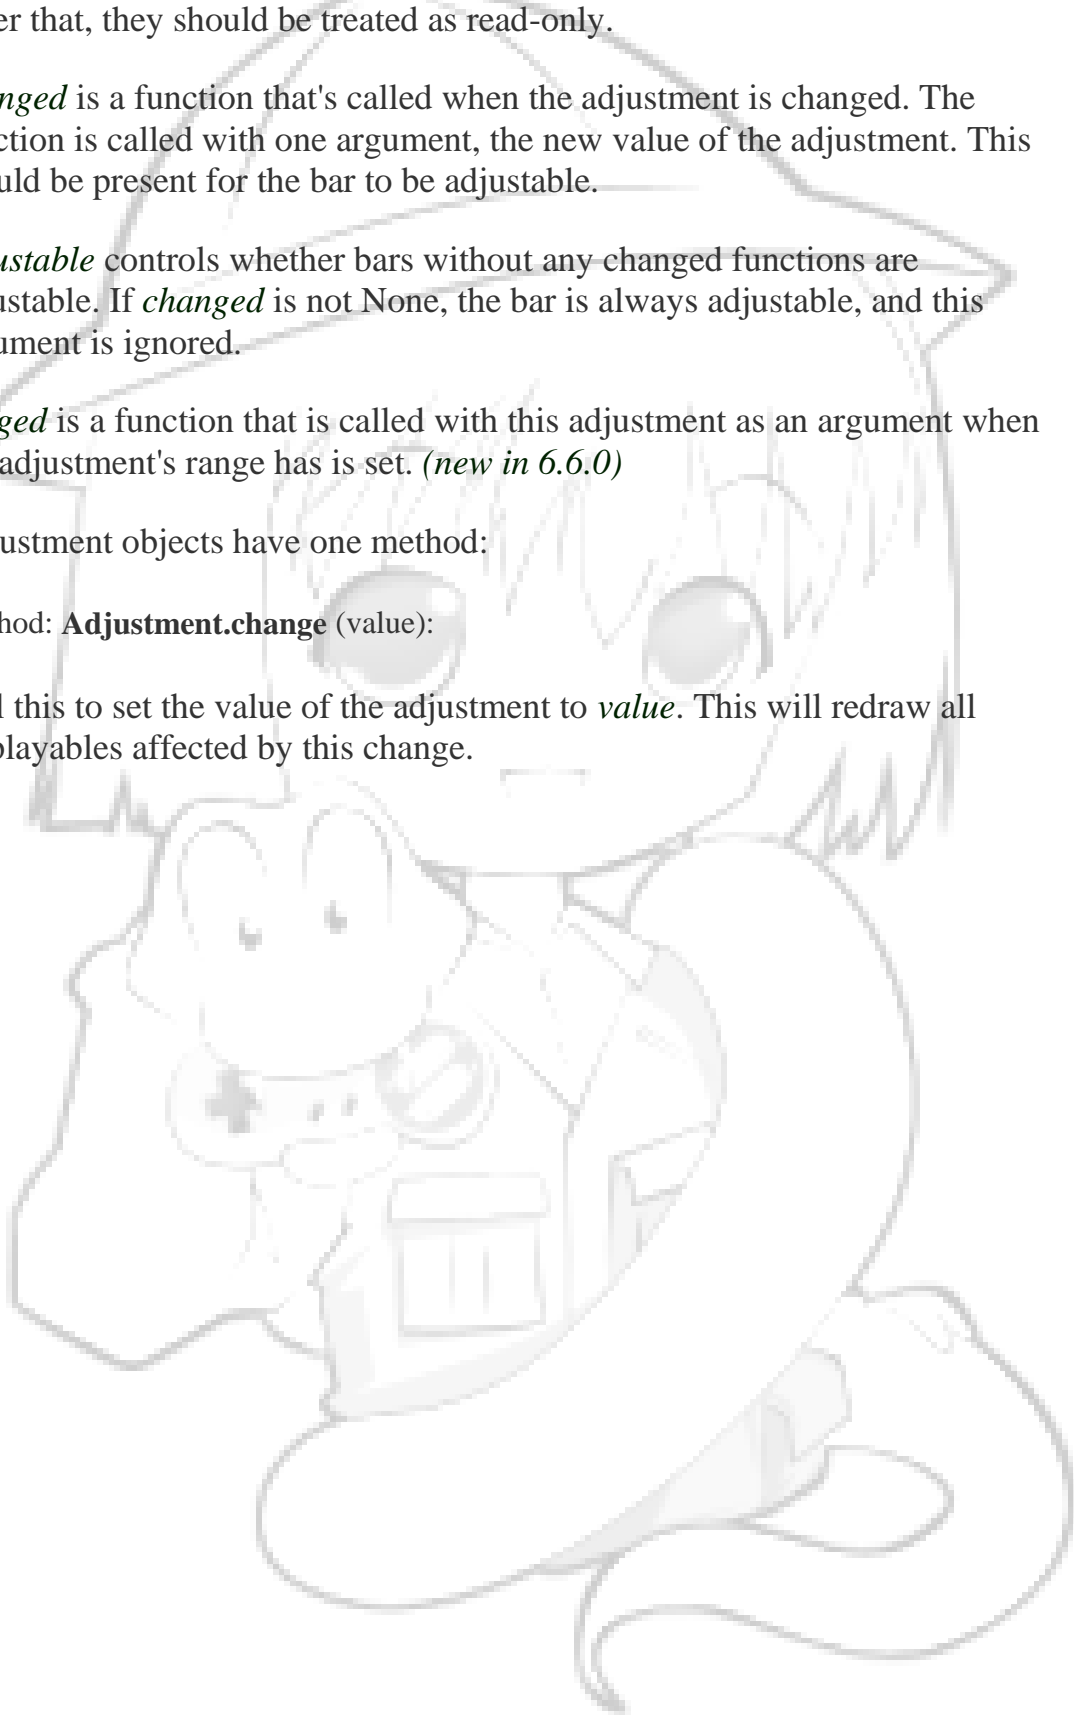 er that, they should be treated as read-only.
nged is a function that's called when the adjustment is changed. The
ction is called with one argument, the new value of the adjustment. This
uld be present for the bar to be adjustable.
ustable controls whether bars without any changed functions are
ustable. If changed is not None, the bar is always adjustable, and this
ument is ignored.
ged is a function that is called with this adjustment as an argument when
adjustment's range has is set. (new in 6.6.0)
ustment objects have one method:
hod: Adjustment.change (value):
l this to set the value of the adjustment to value. This will redraw all
playables affected by this change.